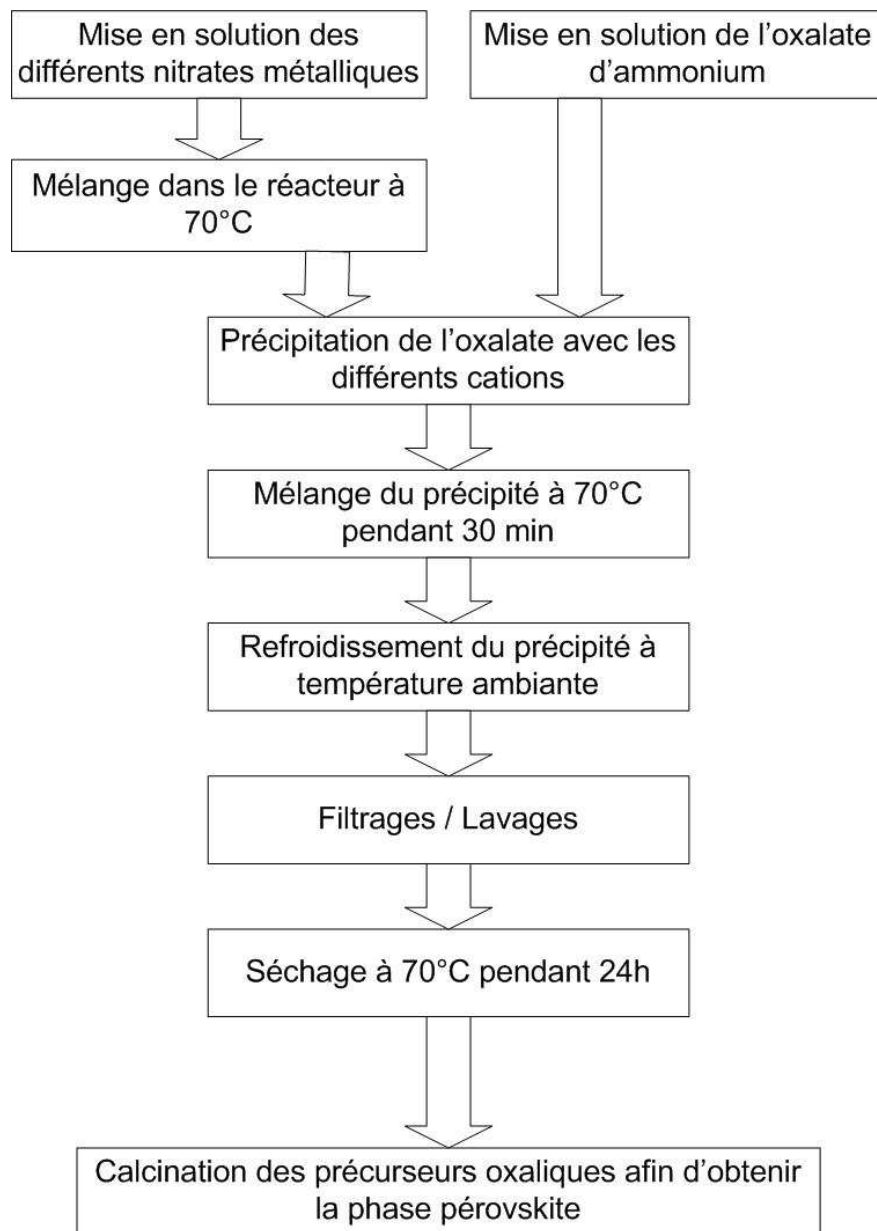 Mise en solution des
différents nitrates métalliques
Mise en solution de l'oxalate
d'ammonium
Mélange dans le réacteur à
70°C
Précipitation de l'oxalate avec les
différents cations
Mélange du précipité à 70°C
pendant 30 min
Refroidissement du précipité à
température ambiante
Filtrages / Lavages
Séchage à 70°C pendant 24h
Calcination des précurseurs oxaliques afin d'obtenir
la phase pérovskite